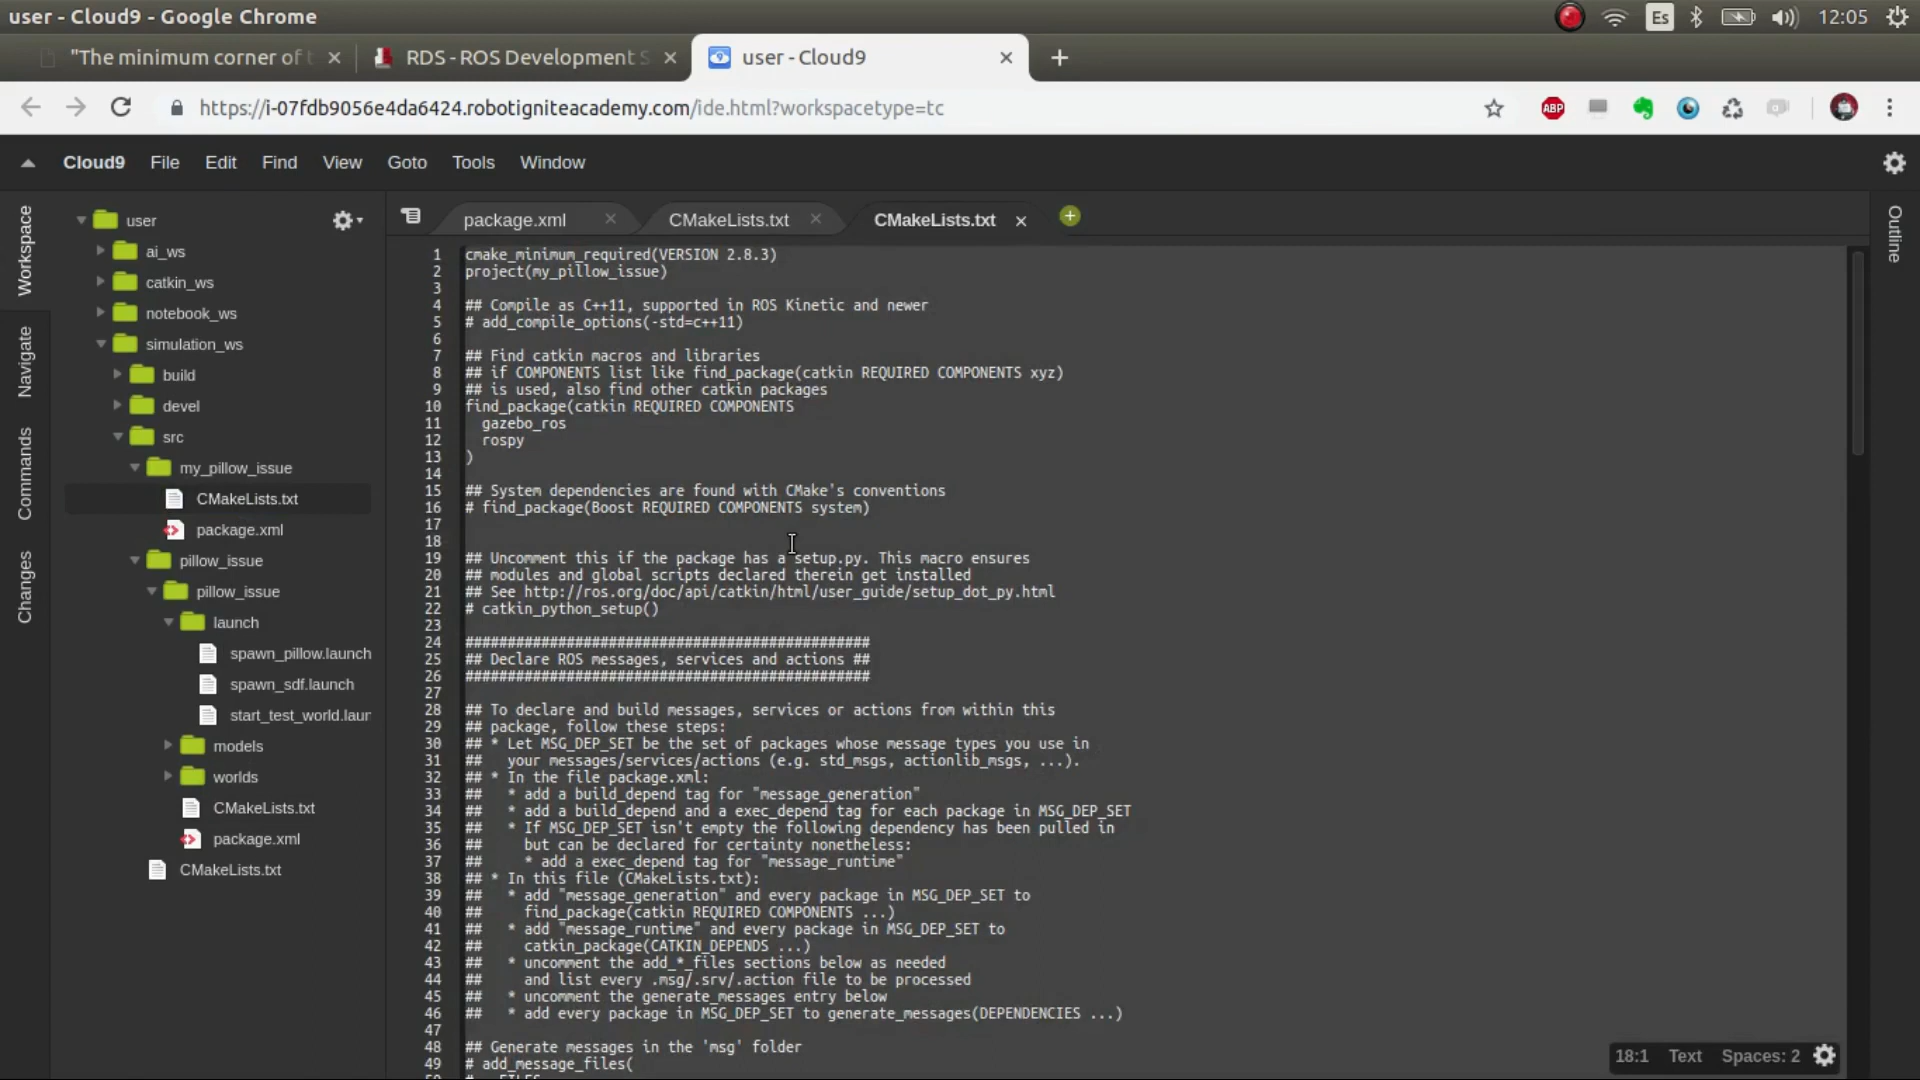 user - Cloud9 - Google Chrome
Es
12:05
"The minimum corner of t
RDS - ROS Development S
user - Cloud9
https://i-07fdb9056e4da6424.robotigniteacademy.com/ide.html?workspacetype=tc
ABP
Cloud9 File Edit Find View Goto Tools Window
Workspace
Navigate
Commands
Changes
Outline
user
ai_ws
catkin_ws
notebook_ws
simulation_ws
build
devel
src
my_pillow_issue
CMakeLists.txt
package.xml
pillow_issue
pillow_issue
launch
spawn_pillow.launch
spawn_sdf.launch
start_test_world.laun
models
worlds
CMakeLists.txt
package.xml
CMakeLists.txt
package.xml
CMakeLists.txt
CMakeLists.txt
1 cmake_minimum_required(VERSION 2.8.3)
2 project(my_pillow_issue)
3
4 ## Compile as C++11, supported in ROS Kinetic and newer
5 # add_compile_options(-std=c++11)
6
7 ## Find catkin macros and libraries
8 ## if COMPONENTS list like find_package(catkin REQUIRED COMPONENTS xyz)
9 ## is used, also find other catkin packages
10 find_package(catkin REQUIRED COMPONENTS
11 gazebo_ros
12 rospy
13 )
14
15 ## System dependencies are found with CMake's conventions
16 # find_package(Boost REQUIRED COMPONENTS system)
17
18
19 ## Uncomment this if the package has a setup.py. This macro ensures
20 ## modules and global scripts declared therein get installed
21 ## See http://ros.org/doc/api/catkin/html/user_guide/setup_dot_py.html
22 # catkin_python_setup()
23
24 ################################################
25 ## Declare ROS messages, services and actions ##
26 ################################################
27
28 ## To declare and build messages, services or actions from within this
29 ## package, follow these steps:
30 ## * Let MSG_DEP_SET be the set of packages whose message types you use in
31 ##   your messages/services/actions (e.g. std_msgs, actionlib_msgs, ...).
32 ## * In the file package.xml:
33 ##   * add a build_depend tag for "message_generation"
34 ##   * add a build_depend and a exec_depend tag for each package in MSG_DEP_SET
35 ##   * If MSG_DEP_SET isn't empty the following dependency has been pulled in
36 ##     but can be declared for certainty nonetheless:
37 ##     * add a exec_depend tag for "message_runtime"
38 ## * In this file (CMakeLists.txt):
39 ##   * add "message_generation" and every package in MSG_DEP_SET to
40 ##     find_package(catkin REQUIRED COMPONENTS ...)
41 ##   * add "message_runtime" and every package in MSG_DEP_SET to
42 ##     catkin_package(CATKIN_DEPENDS ...)
43 ##   * uncomment the add_*_files sections below as needed
44 ##     and list every .msg/.srv/.action file to be processed
45 ##   * uncomment the generate_messages entry below
46 ##   * add every package in MSG_DEP_SET to generate_messages(DEPENDENCIES ...)
47
48 ## Generate messages in the 'msg' folder
49 # add_message_files(
18:1 Text Spaces: 2